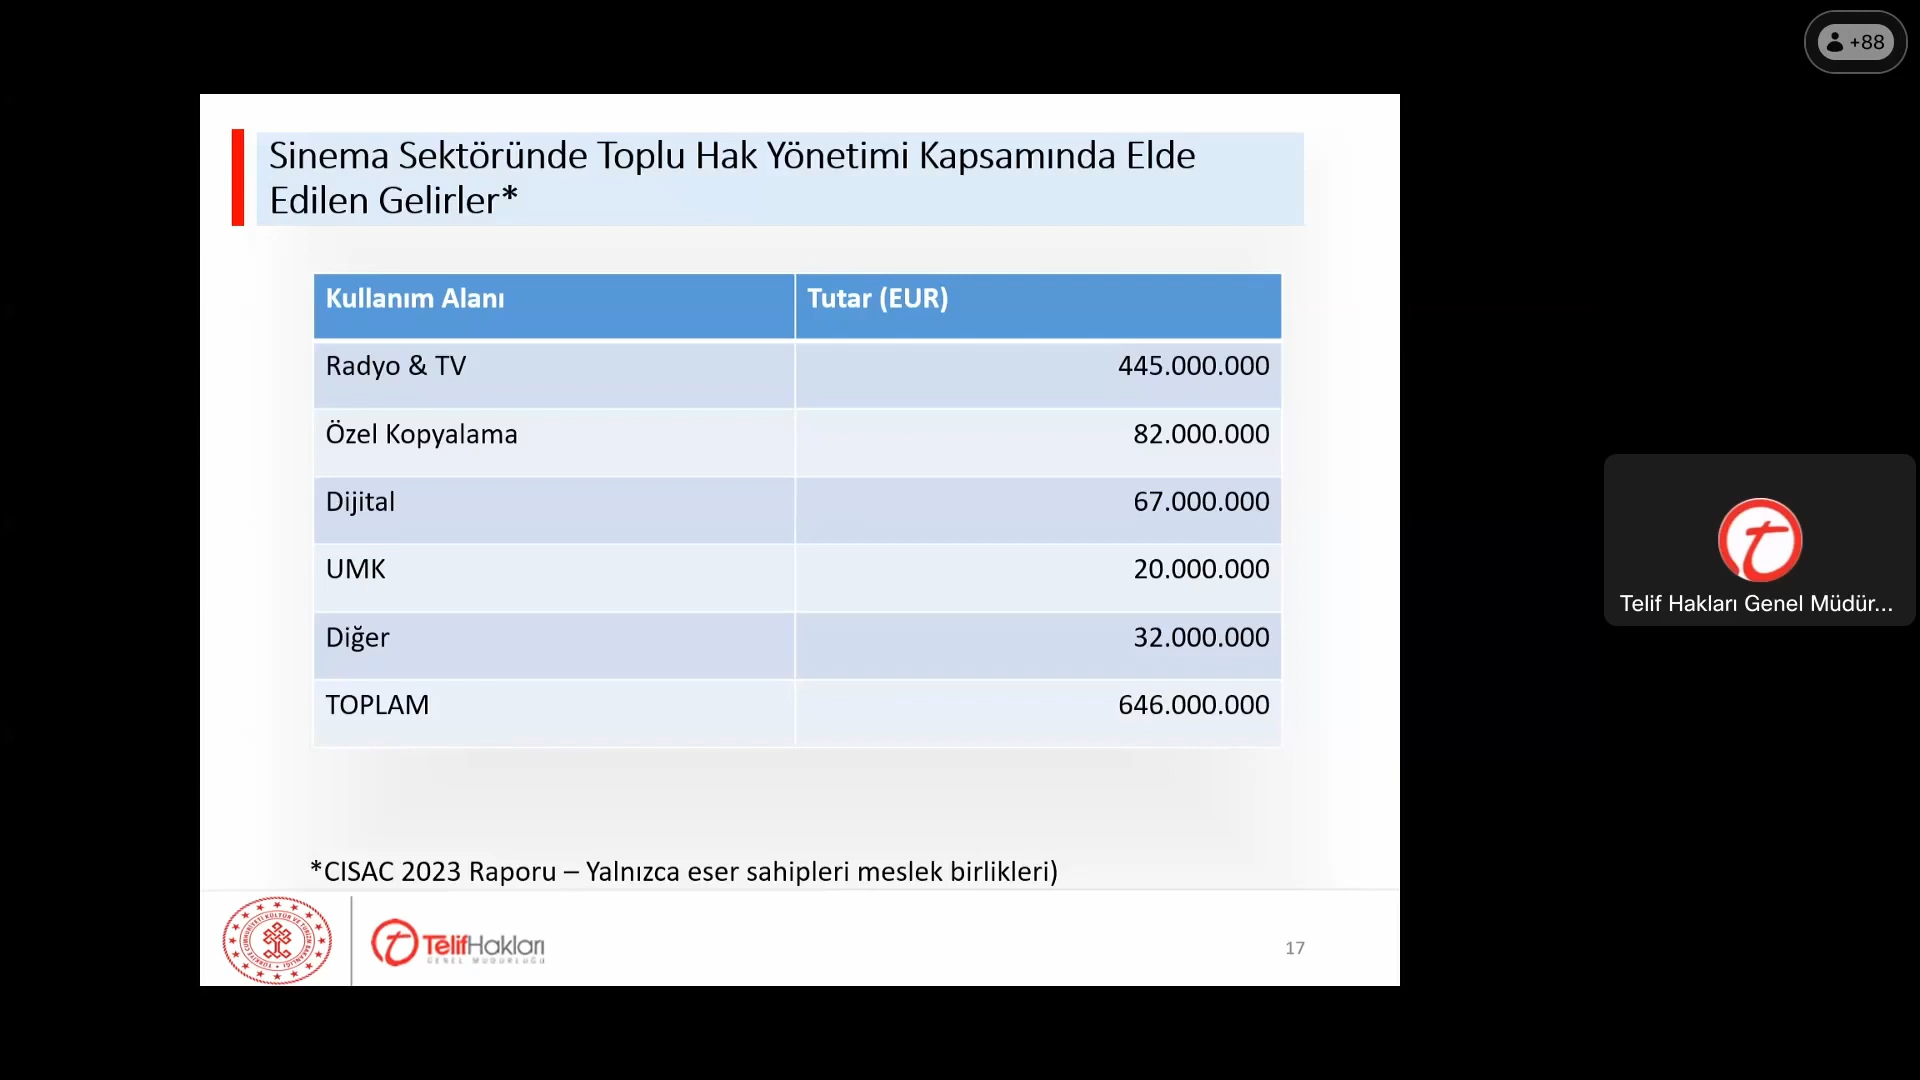 +88
Sinema Sektöründe Toplu Hak Yönetimi Kapsamında Elde
Edilen Gelirler*
Kullanım Alanı Tutar (EUR)
Radyo & TV 445.000.000
Özel Kopyalama 82.000.000
Dijital 67.000.000
UMK 20.000.000
Diğer 32.000.000
TOPLAM 646.000.000
*CISAC 2023 Raporu – Yalnızca eser sahipleri meslek birlikleri)
TelifHakları
GENEL MÜDÜRLÜĞÜ
17
Telif Hakları Genel Müdür...